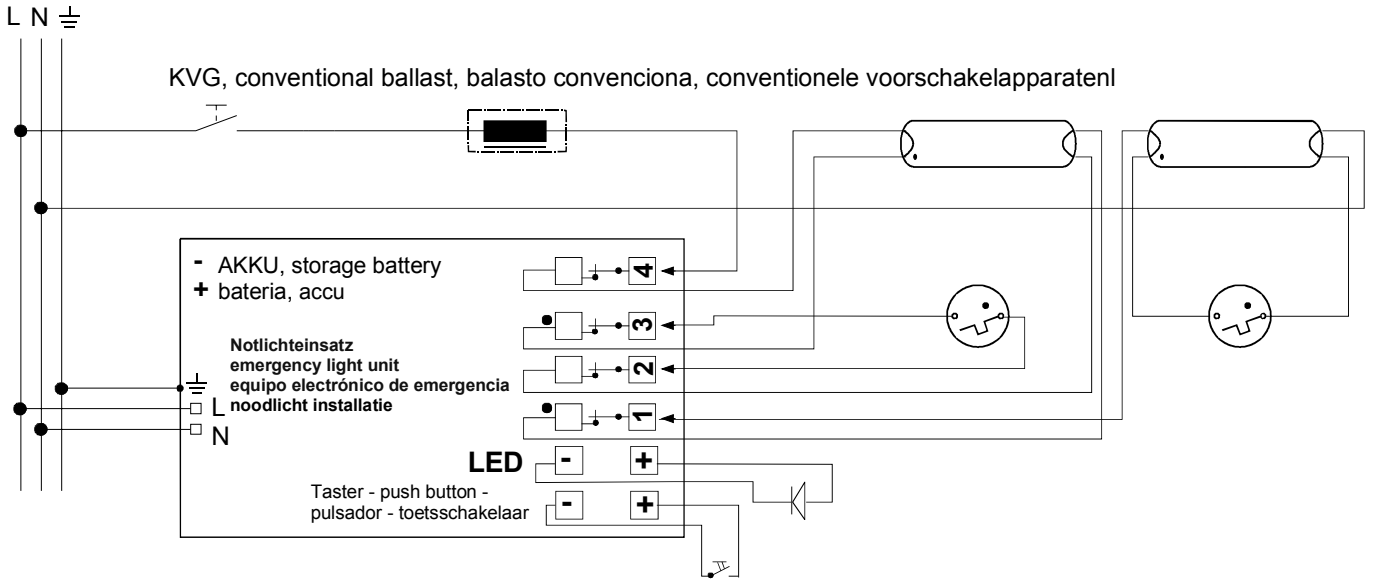 L N
KVG, conventional ballast, balasto convenciona, conventionele voorschakelapparatenl
- AKKU, storage battery
+ bateria, accu
4
3
Notlichteinsatz
emergency light unit
equipo electrónico de emergencia
noodlicht installatie
2
L
N
1
LED - +
Taster - push button -
pulsador - toetsschakelaar
- +